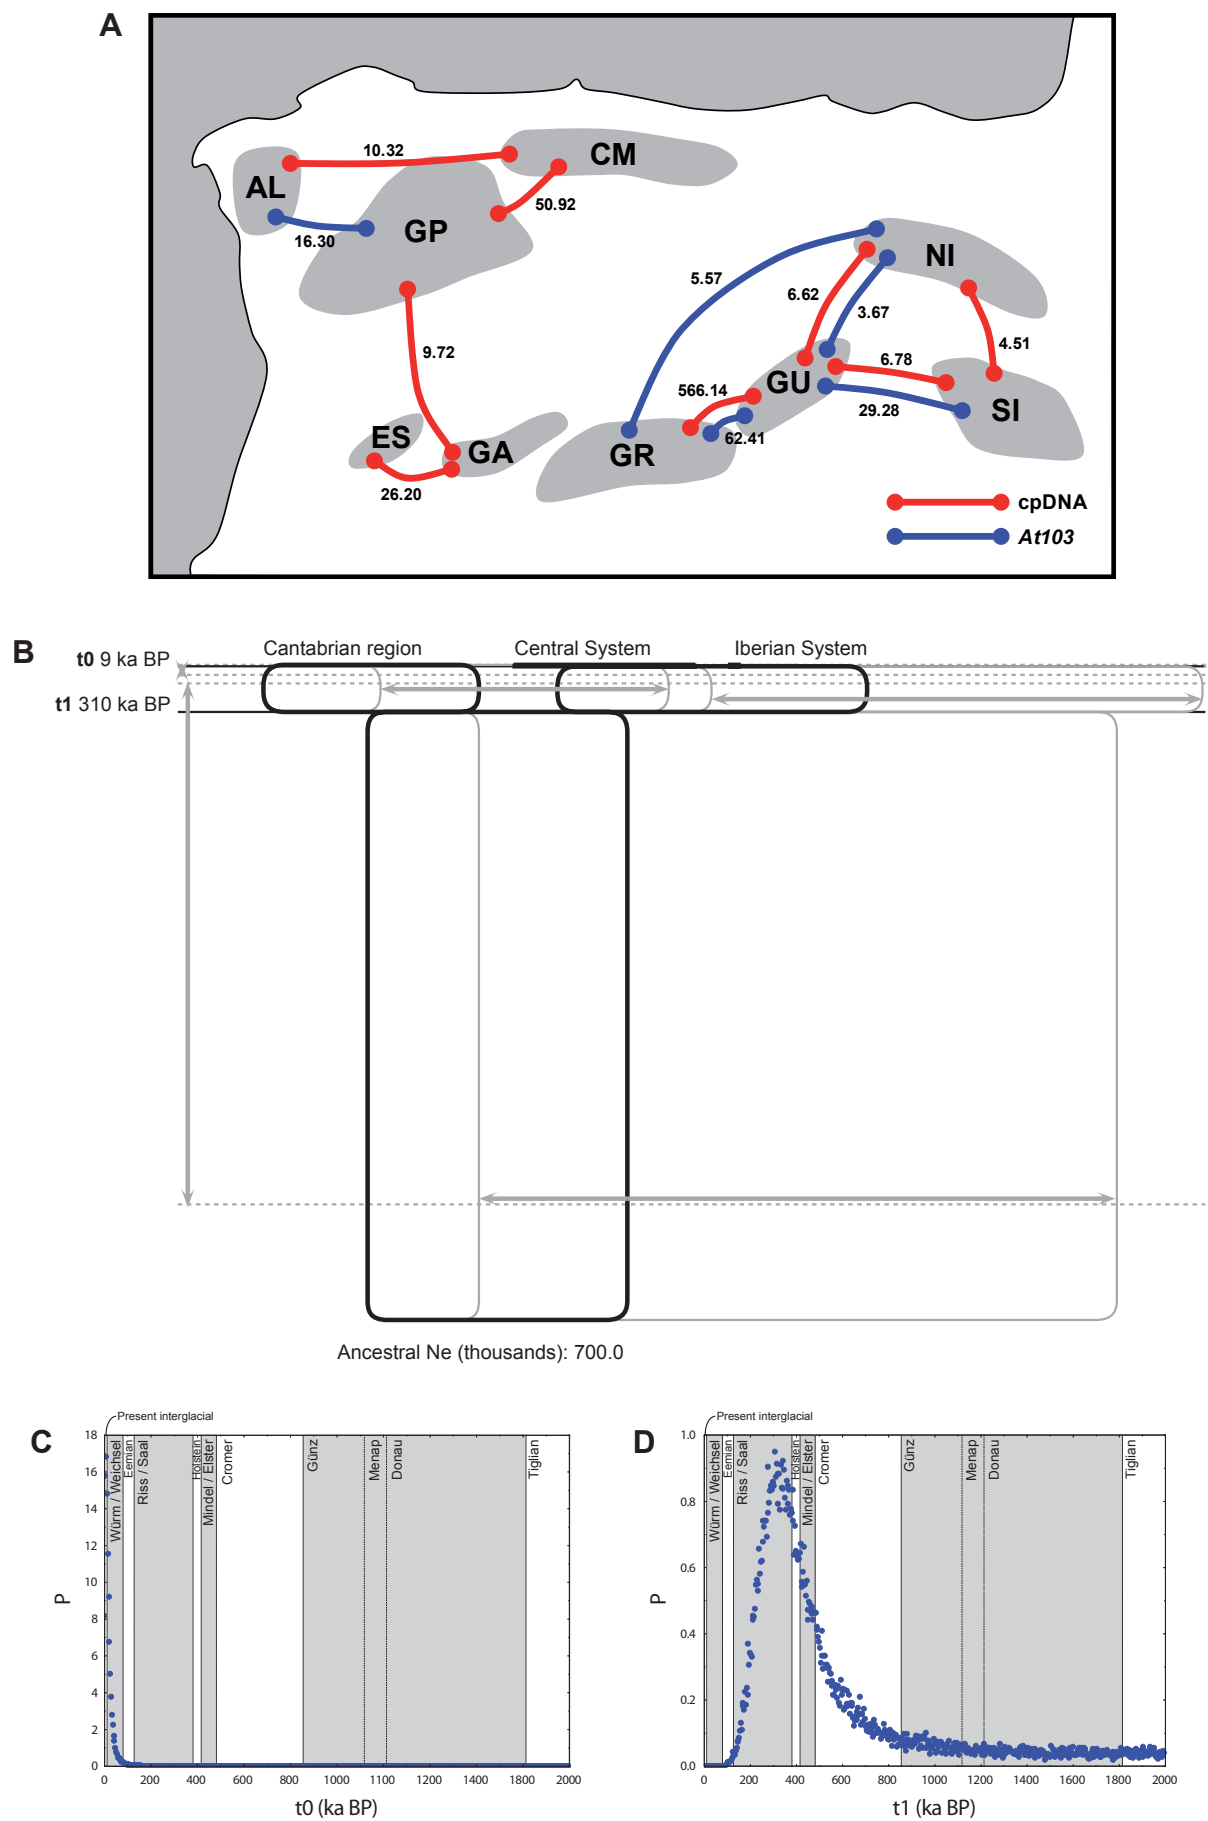 A
10.32
CM
AL
50.92
16.30
GP
NI
5.57
6.62
3.67
9.72
4.51
6.78
GU
566.14
29.28
SI
ES
GA
GR
62.41
26.20
cpDNA
At103
B
t0 9 ka BP
Cantabrian region
Central System
Iberian System
t1 310 ka BP
Ancestral Ne (thousands): 700.0
C
Present interglacial
Würm / Weichsel
Eemian
Riss / Saal
Holstein
Mindel / Elster
Cromer
Günz
Menap
Donau
Tiglian
18
16
14
12
10
8
6
4
2
0
P
0 200 400 600 800 1000 1100 1200 1400 1600 1800 2000
t0 (ka BP)
D
Present interglacial
Würm / Weichsel
Eemian
Riss / Saal
Holstein
Mindel / Elster
Cromer
Günz
Menap
Donau
Tiglian
1.0
0.8
0.6
0.4
0.2
0.0
P
0 200 400 600 800 1000 1200 1400 1600 1800 2000
t1 (ka BP)